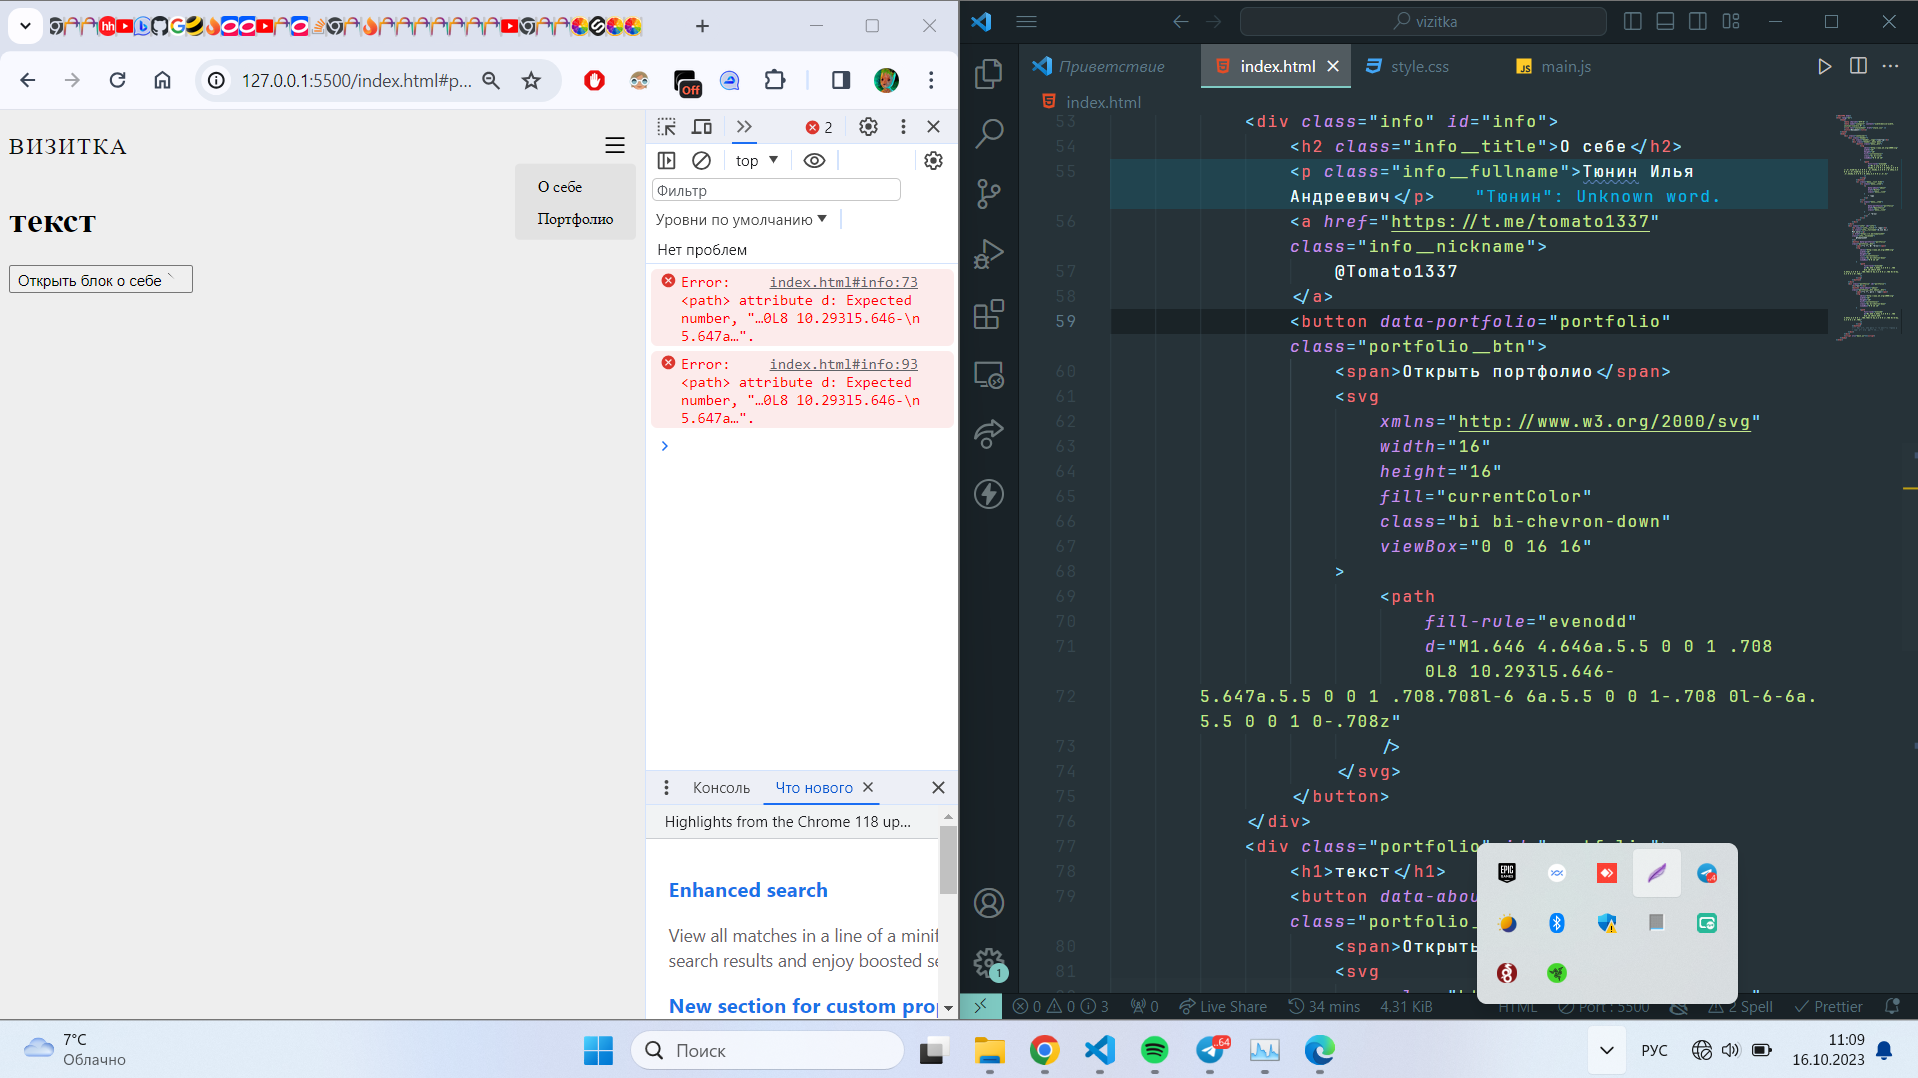 127.0.0.1:5500/index.html#p...
Off
ВИЗИТКА
О себе
Портфолио
текст
Открыть блок о себе
2
top
Фильтр
Уровни по умолчанию
Нет проблем
Error: index.html#info:73
<path> attribute d: Expected
number, "…0L8 10.293l5.646-\n
5.647a…".
Error: index.html#info:93
<path> attribute d: Expected
number, "…0L8 10.293l5.646-\n
5.647a…".
Консоль
Что нового
Highlights from the Chrome 118 up...
Enhanced search
View all matches in a line of a minif
search results and enjoy boosted se
New section for custom prop
vizitka
Приветствие
index.html
style.css
JS main.js
index.html
53 <div class="info" id="info">
54 <h2 class="info__title">О себе</h2>
55 <p class="info__fullname">Тюнин Илья
Андреевич</p> "Тюнин": Unknown word.
56 <a href="https://t.me/tomato1337"
class="info__nickname">
57 @Tomato1337
58 </a>
59 <button data-portfolio="portfolio"
class="portfolio__btn">
60 <span>Открыть портфолио</span>
61 <svg
62 xmlns="http://www.w3.org/2000/svg"
63 width="16"
64 height="16"
65 fill="currentColor"
66 class="bi bi-chevron-down"
67 viewBox="0 0 16 16"
68 >
69 <path
70 fill-rule="evenodd"
71 d="M1.646 4.646a.5.5 0 0 1 .708
0L8 10.293l5.646-
72 5.647a.5.5 0 0 1 .708.708l-6 6a.5.5 0 0 1-.708 0l-6-6a.
5.5 0 0 1 0-.708z"
73 />
74 </svg>
75 </button>
76 </div>
77 <div class="portfolio"
78 <h1>текст</h1>
79 <button data-abou
class="portfolio_
80 <span>Открыть
81 <svg
EPIC GAMES
1
0 0 3
0
Live Share
34 mins
4.31 KiB
HTML
Port : 5500
2 Spell
Prettier
7°C
Облачно
Поиск
64
РУС
11:09
16.10.2023